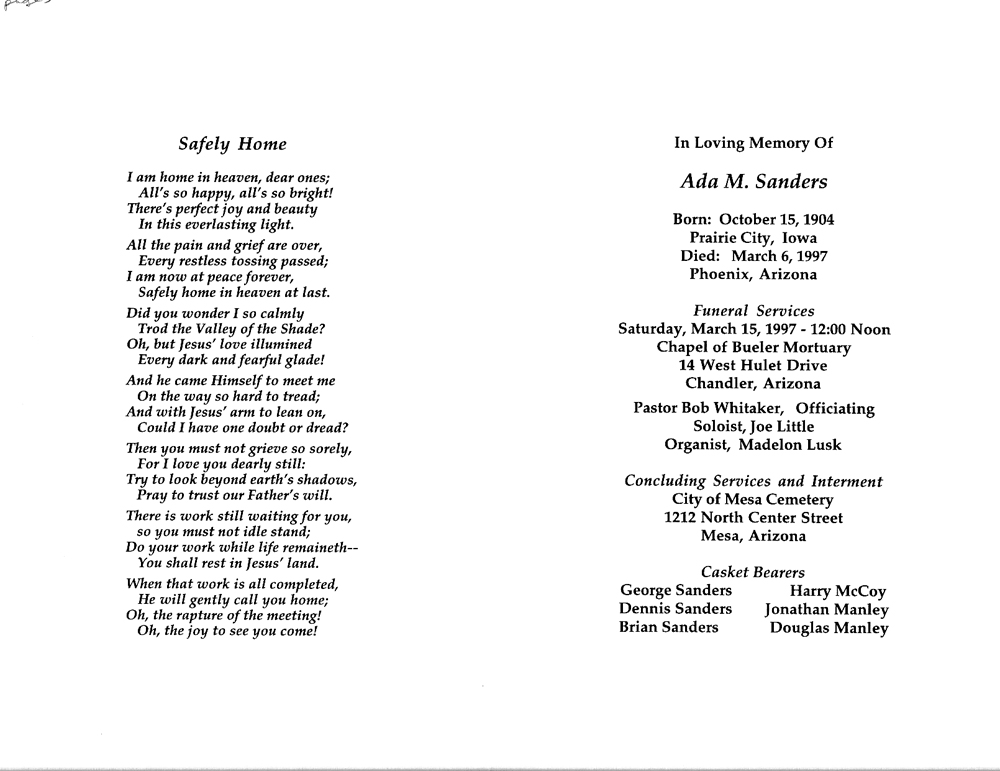 pages
Safely Home
I am home in heaven, dear ones;
All's so happy, all's so bright!
There's perfect joy and beauty
In this everlasting light.
All the pain and grief are over,
Every restless tossing passed;
I am now at peace forever,
Safely home in heaven at last.
Did you wonder I so calmly
Trod the Valley of the Shade?
Oh, but Jesus' love illumined
Every dark and fearful glade!
And he came Himself to meet me
On the way so hard to tread;
And with Jesus' arm to lean on,
Could I have one doubt or dread?
Then you must not grieve so sorely,
For I love you dearly still:
Try to look beyond earth's shadows,
Pray to trust our Father's will.
There is work still waiting for you,
so you must not idle stand;
Do your work while life remaineth--
You shall rest in Jesus' land.
When that work is all completed,
He will gently call you home;
Oh, the rapture of the meeting!
Oh, the joy to see you come!
In Loving Memory Of
Ada M. Sanders
Born: October 15, 1904
Prairie City, Iowa
Died: March 6, 1997
Phoenix, Arizona
Funeral Services
Saturday, March 15, 1997 - 12:00 Noon
Chapel of Bueler Mortuary
14 West Hulet Drive
Chandler, Arizona
Pastor Bob Whitaker, Officiating
Soloist, Joe Little
Organist, Madelon Lusk
Concluding Services and Interment
City of Mesa Cemetery
1212 North Center Street
Mesa, Arizona
Casket Bearers
George Sanders Harry McCoy
Dennis Sanders Jonathan Manley
Brian Sanders Douglas Manley